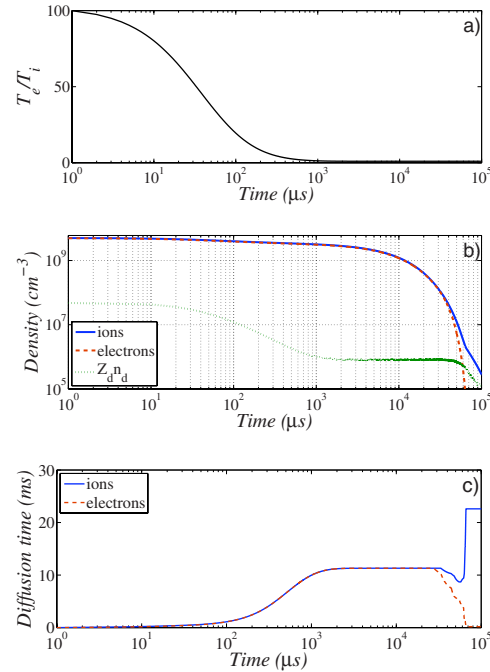 a)
100
50
0
T_e/T_i
10^0 10^1 10^2 10^3 10^4 10^5
Time (μs)
b)
10^9
10^7
10^5
Density (cm^-3)
ions
electrons
Z_d n_d
10^0 10^1 10^2 10^3 10^4 10^5
Time (μs)
c)
30
20
10
0
Diffusion time (ms)
ions
electrons
10^0 10^1 10^2 10^3 10^4 10^5
Time (μs)